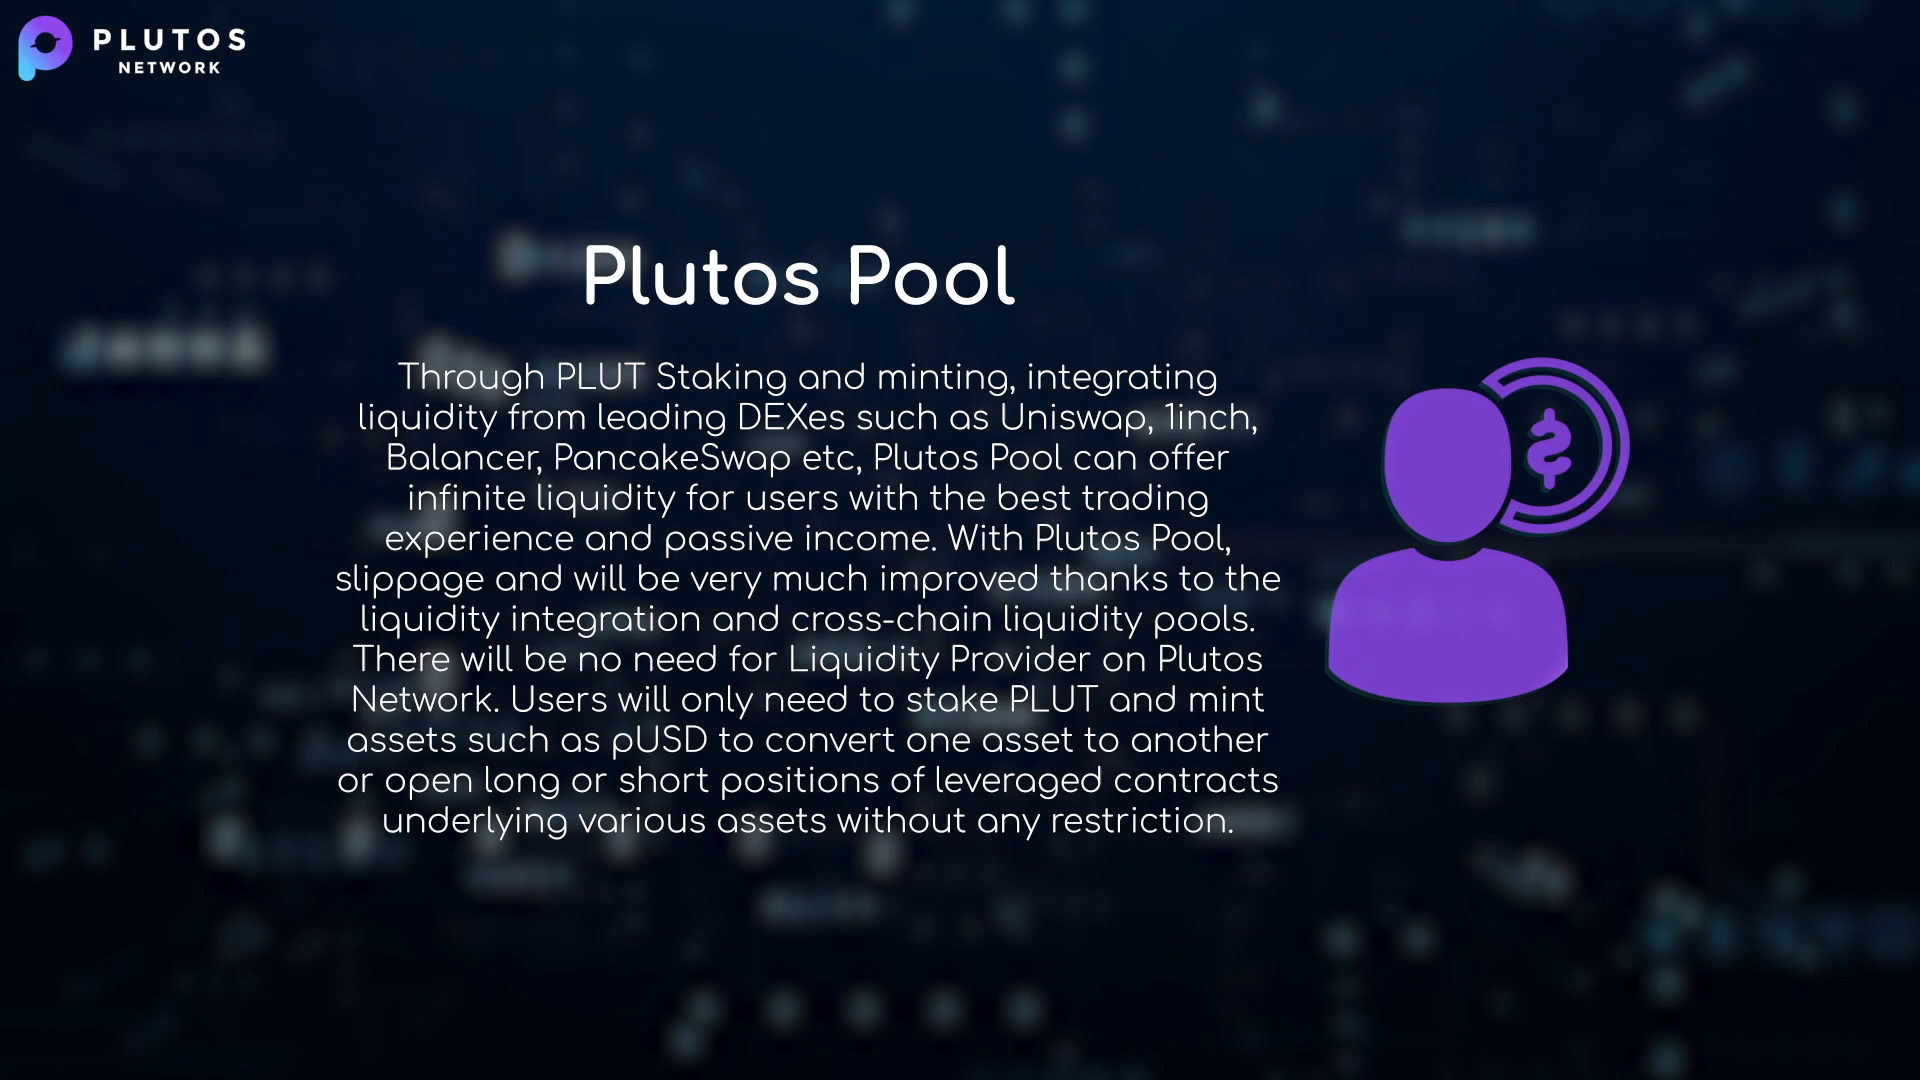 PLUTOS
NETWORK
Plutos Pool
Through PLUT Staking and minting, integrating
liquidity from leading DEXes such as Uniswap, 1inch,
Balancer, PancakeSwap etc, Plutos Pool can offer
infinite liquidity for users with the best trading
experience and passive income. With Plutos Pool,
slippage and will be very much improved thanks to the
liquidity integration and cross-chain liquidity pools.
There will be no need for Liquidity Provider on Plutos
Network. Users will only need to stake PLUT and mint
assets such as pUSD to convert one asset to another
or open long or short positions of leveraged contracts
underlying various assets without any restriction.